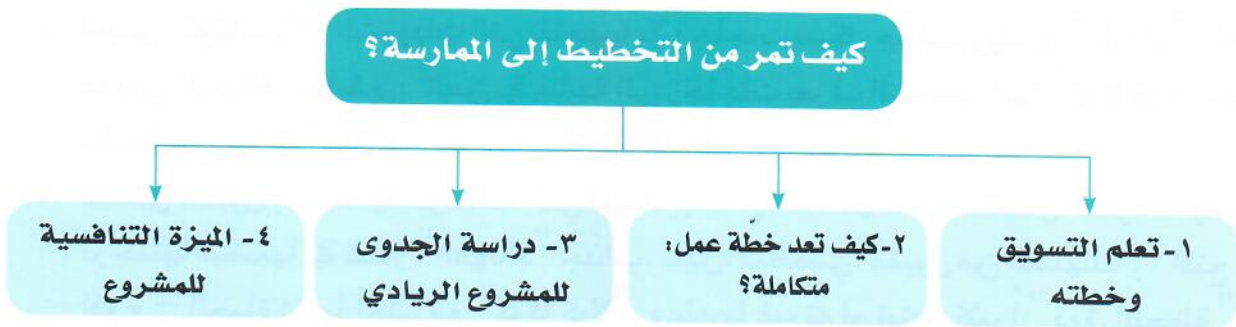 كيف تمر من التخطيط إلى الممارسة؟
١- تعلم التسويق
وخطته
٢-كيف تعد خطّة عمل:
متكاملة؟
٣- دراسة الجدوى
للمشروع الريادي
٤- الميزة التنافسية
للمشروع